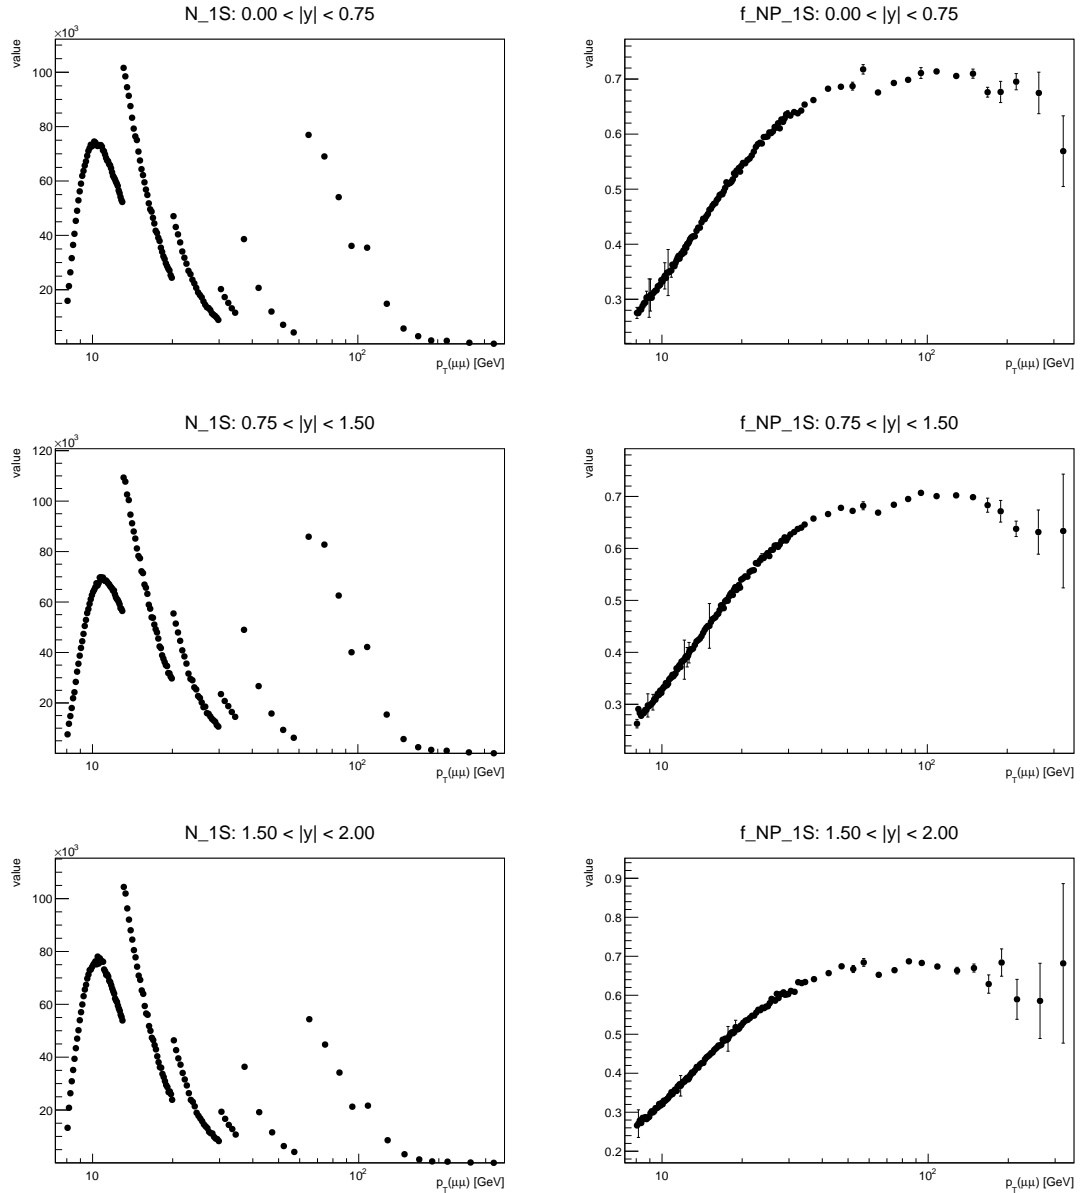 N_1S: 0.00 < |y| < 0.75
×10³
value
100
80
60
40
20
10
10²
p_T(μμ) [GeV]
f_NP_1S: 0.00 < |y| < 0.75
value
0.7
0.6
0.5
0.4
0.3
10
10²
p_T(μμ) [GeV]
N_1S: 0.75 < |y| < 1.50
×10³
value
120
100
80
60
40
20
10
10²
p_T(μμ) [GeV]
f_NP_1S: 0.75 < |y| < 1.50
value
0.7
0.6
0.5
0.4
0.3
10
10²
p_T(μμ) [GeV]
N_1S: 1.50 < |y| < 2.00
×10³
value
100
80
60
40
20
10
10²
p_T(μμ) [GeV]
f_NP_1S: 1.50 < |y| < 2.00
value
0.9
0.8
0.7
0.6
0.5
0.4
0.3
0.2
10
10²
p_T(μμ) [GeV]